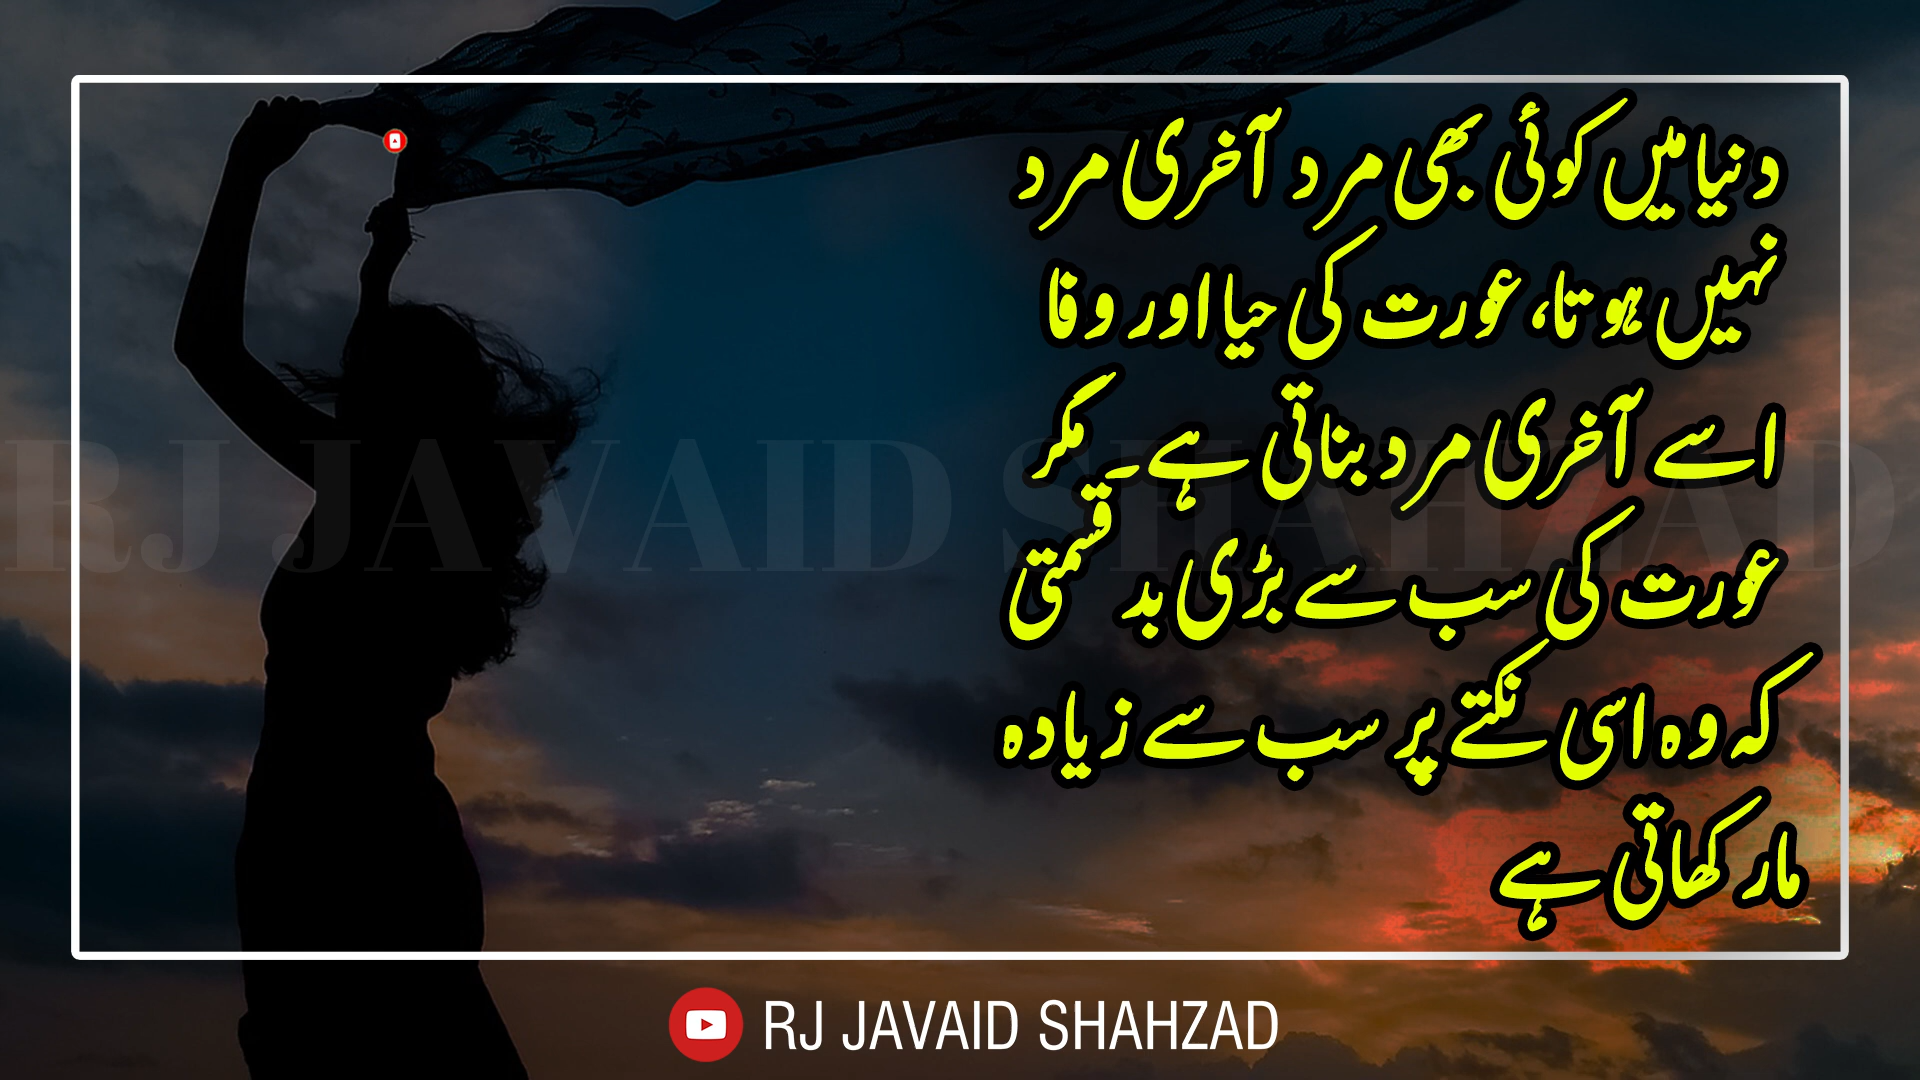 دنیا میں کوئی بھی مرد آخری مرد
نہیں ہوتا، عورت کی حیا اور وفا
اسے آخری مرد بناتی ہے۔ مگر
عورت کی سب سے بڑی بد قسمتی
کہ وہ اسی نکتے پر سب سے زیادہ
مار کھاتی ہے
RJ JAVAID SHAHZAD
RJ JAVAID SHAHZAD